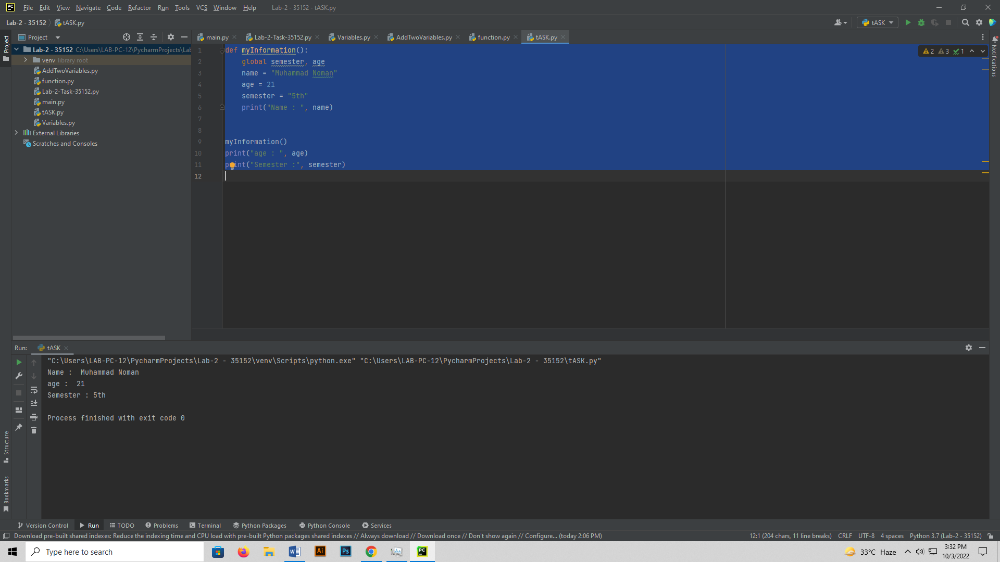 PC File Edit View Navigate Code Refactor Run Tools VCS Window Help Lab-2 - 35152 - tASK.py
Lab-2 - 35152 tASK.py tASK
Project
Project
main.py Lab-2-Task-35152.py Variables.py AddTwoVariables.py function.py tASK.py
Lab-2 - 35152 C:\Users\LAB-PC-12\PycharmProjects\Lab
venv library root
AddTwoVariables.py
function.py
Lab-2-Task-35152.py
main.py
tASK.py
Variables.py
External Libraries
Scratches and Consoles
1 def myInformation():
2 global semester, age
3 name = "Muhammad Noman"
4 age = 21
5 semester = "5th"
6 print("Name : ", name)
7
8
9 myInformation()
10 print("age : ", age)
11 print("Semester :", semester)
12
2 3 1
Notifications
Run: tASK
"C:\Users\LAB-PC-12\PycharmProjects\Lab-2 - 35152\venv\Scripts\python.exe" "C:\Users\LAB-PC-12\PycharmProjects\Lab-2 - 35152\tASK.py"
Name :  Muhammad Noman
age :  21
Semester : 5th
Process finished with exit code 0
Structure
Bookmarks
Version Control Run TODO Problems Terminal Python Packages Python Console Services
Download pre-built shared indexes: Reduce the indexing time and CPU load with pre-built Python packages shared indexes // Always download // Download once // Don't show again // Configure... (today 2:06 PM) 12:1 (204 chars, 11 line breaks) CRLF UTF-8 4 spaces Python 3.7 (Lab-2 - 35152)
Type here to search W Ai Ps PC 33°C Haze 3:32 PM
10/3/2022